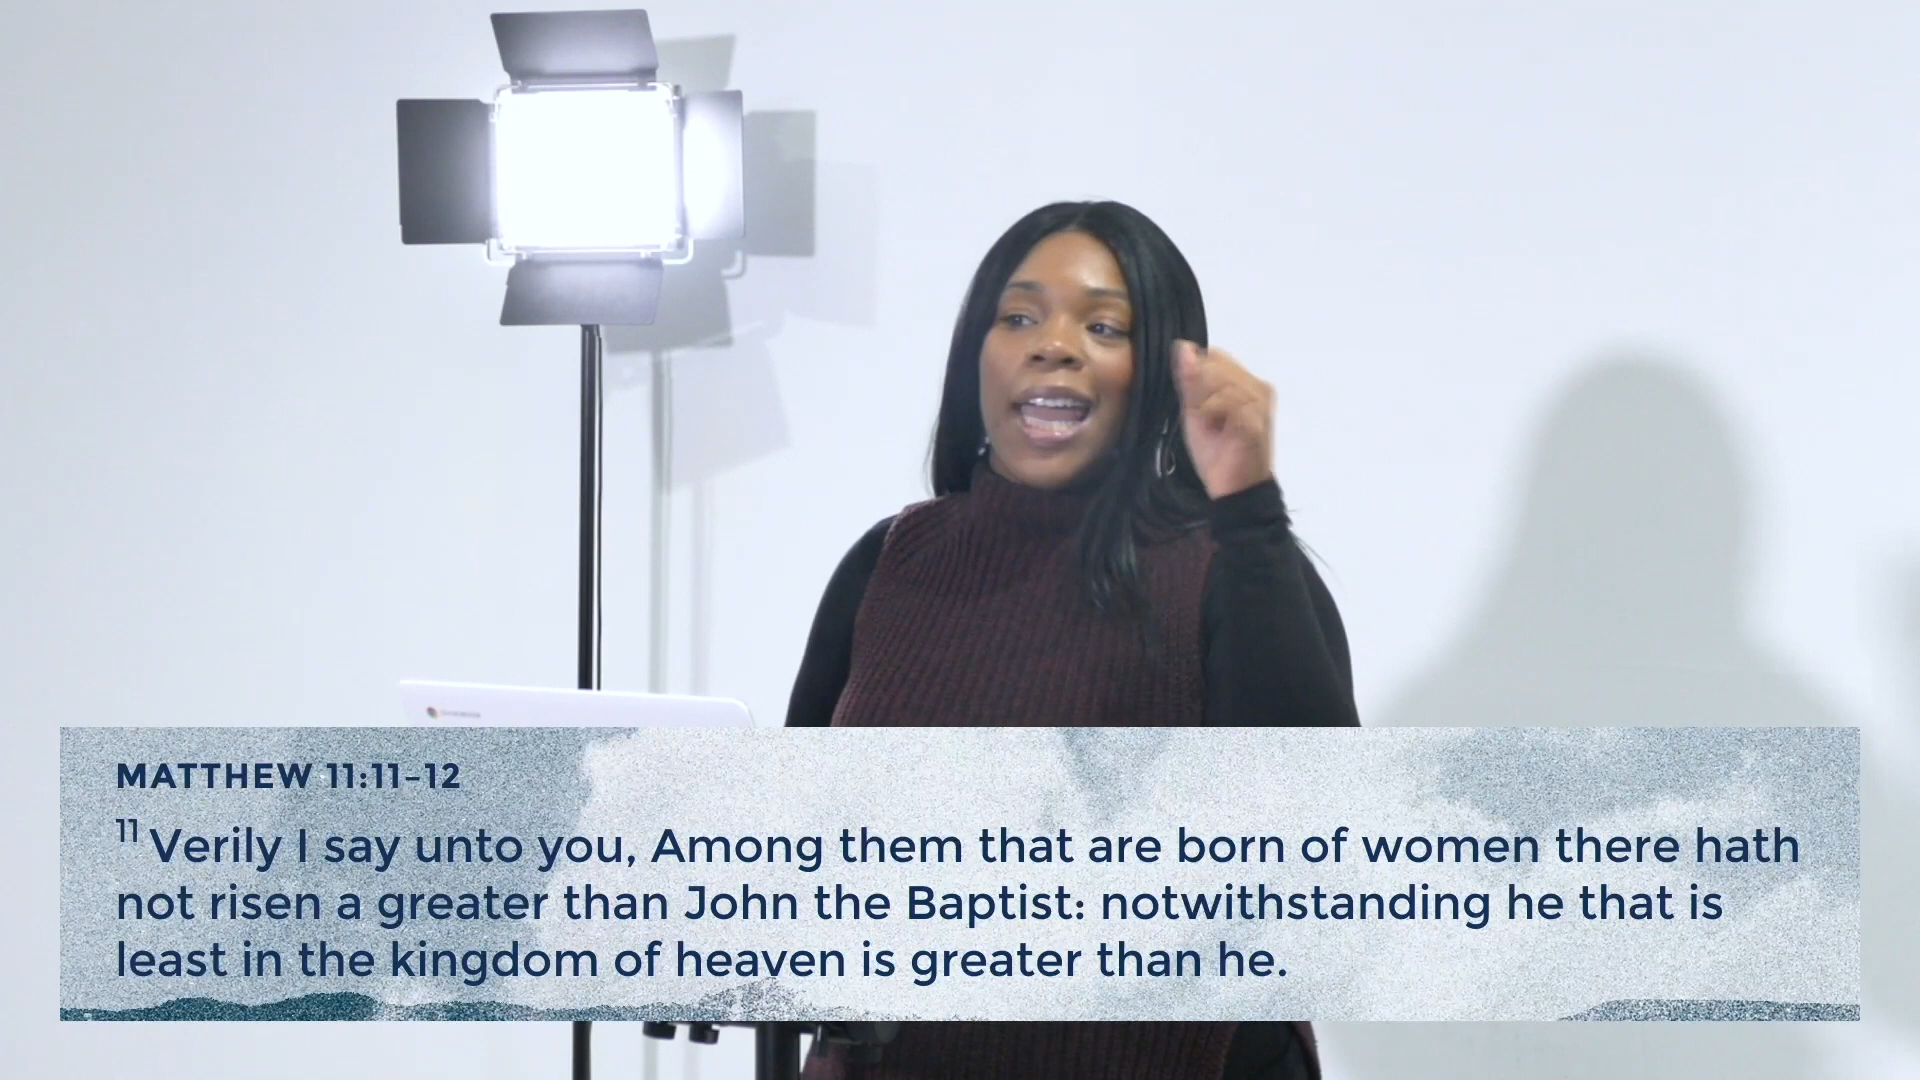 MATTHEW 11:11–12
11 Verily I say unto you, Among them that are born of women there hath
not risen a greater than John the Baptist: notwithstanding he that is
least in the kingdom of heaven is greater than he.